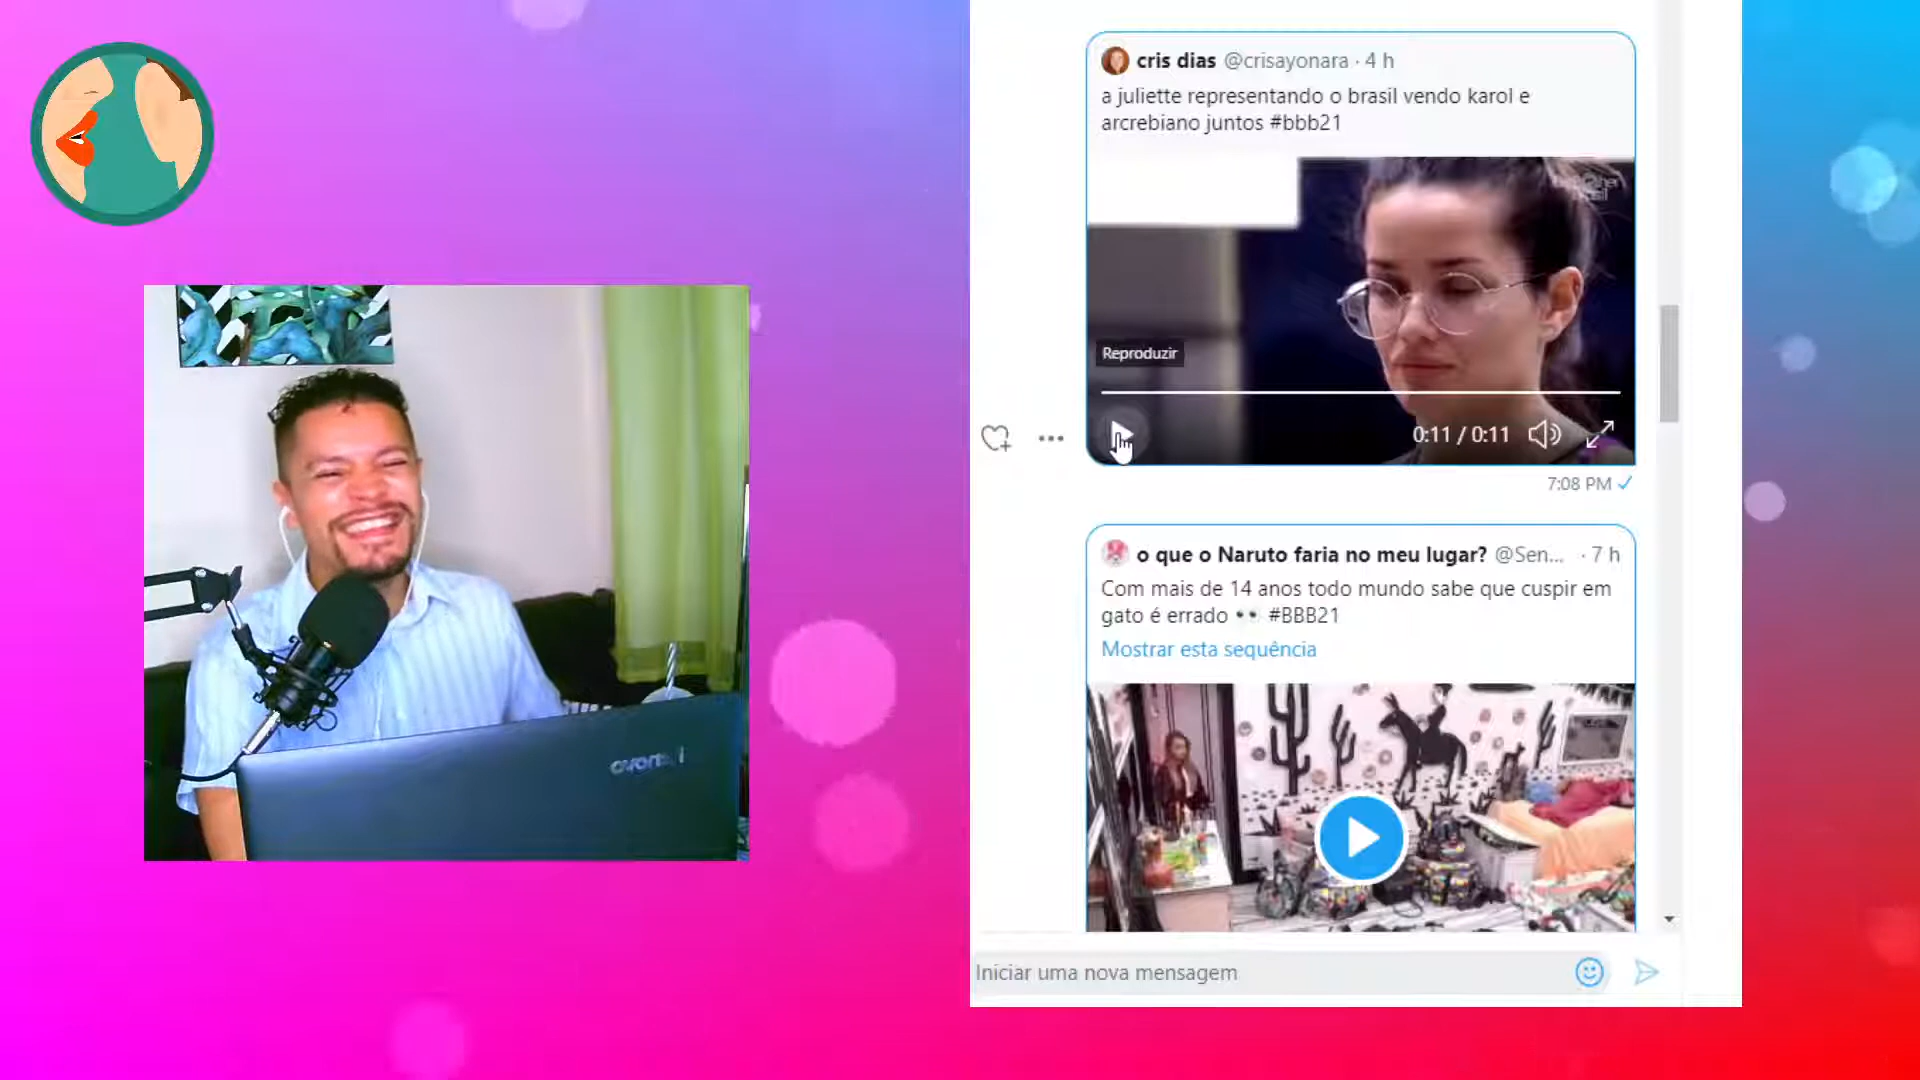 cris dias @crisayonara · 4 h
a juliette representando o brasil vendo karol e
arcrebiano juntos #bbb21
Reproduzir
0:11 / 0:11
7:08 PM
o que o Naruto faria no meu lugar? @Sen... · 7 h
Com mais de 14 anos todo mundo sabe que cuspir em
gato é errado 👀 #BBB21
Mostrar esta sequência
Iniciar uma nova mensagem